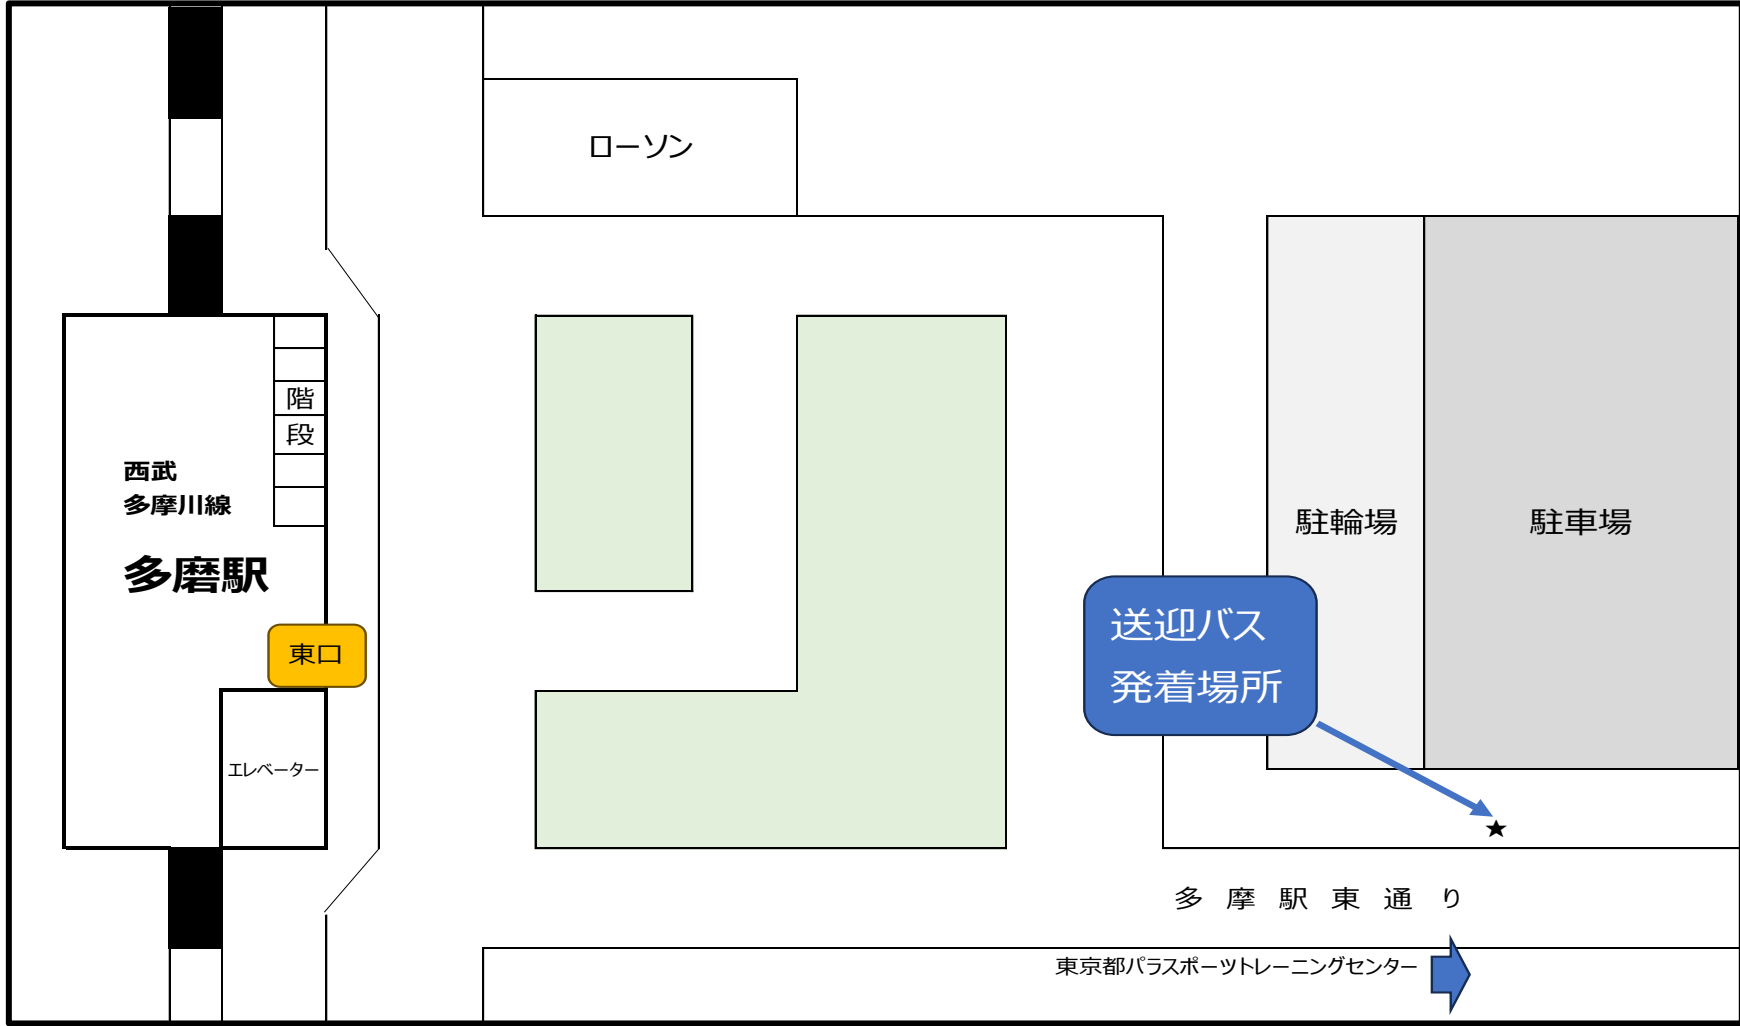 ローソン
階
段
西武
多摩川線
多磨駅
東口
エレベーター
駐輪場
駐車場
送迎バス
発着場所
★
多摩駅東通り
東京都パラスポーツトレーニングセンター